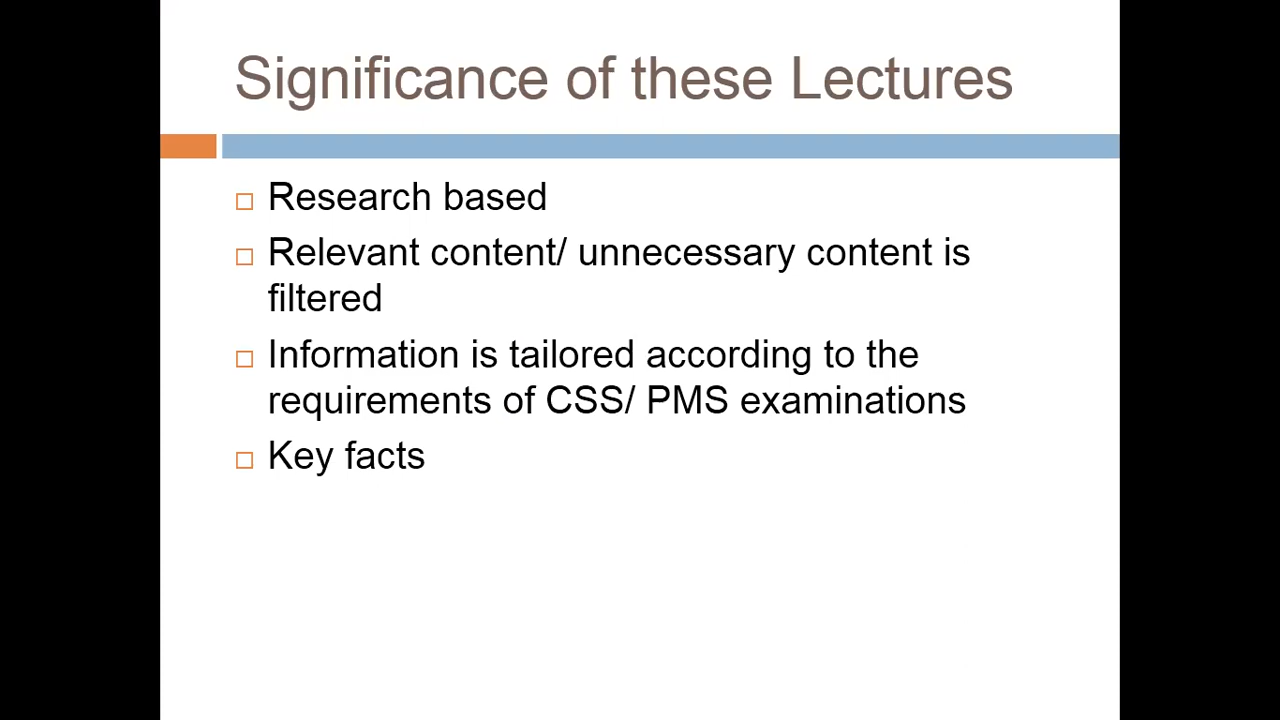 Significance of these Lectures
Research based
Relevant content/ unnecessary content is
filtered
Information is tailored according to the
requirements of CSS/ PMS examinations
Key facts